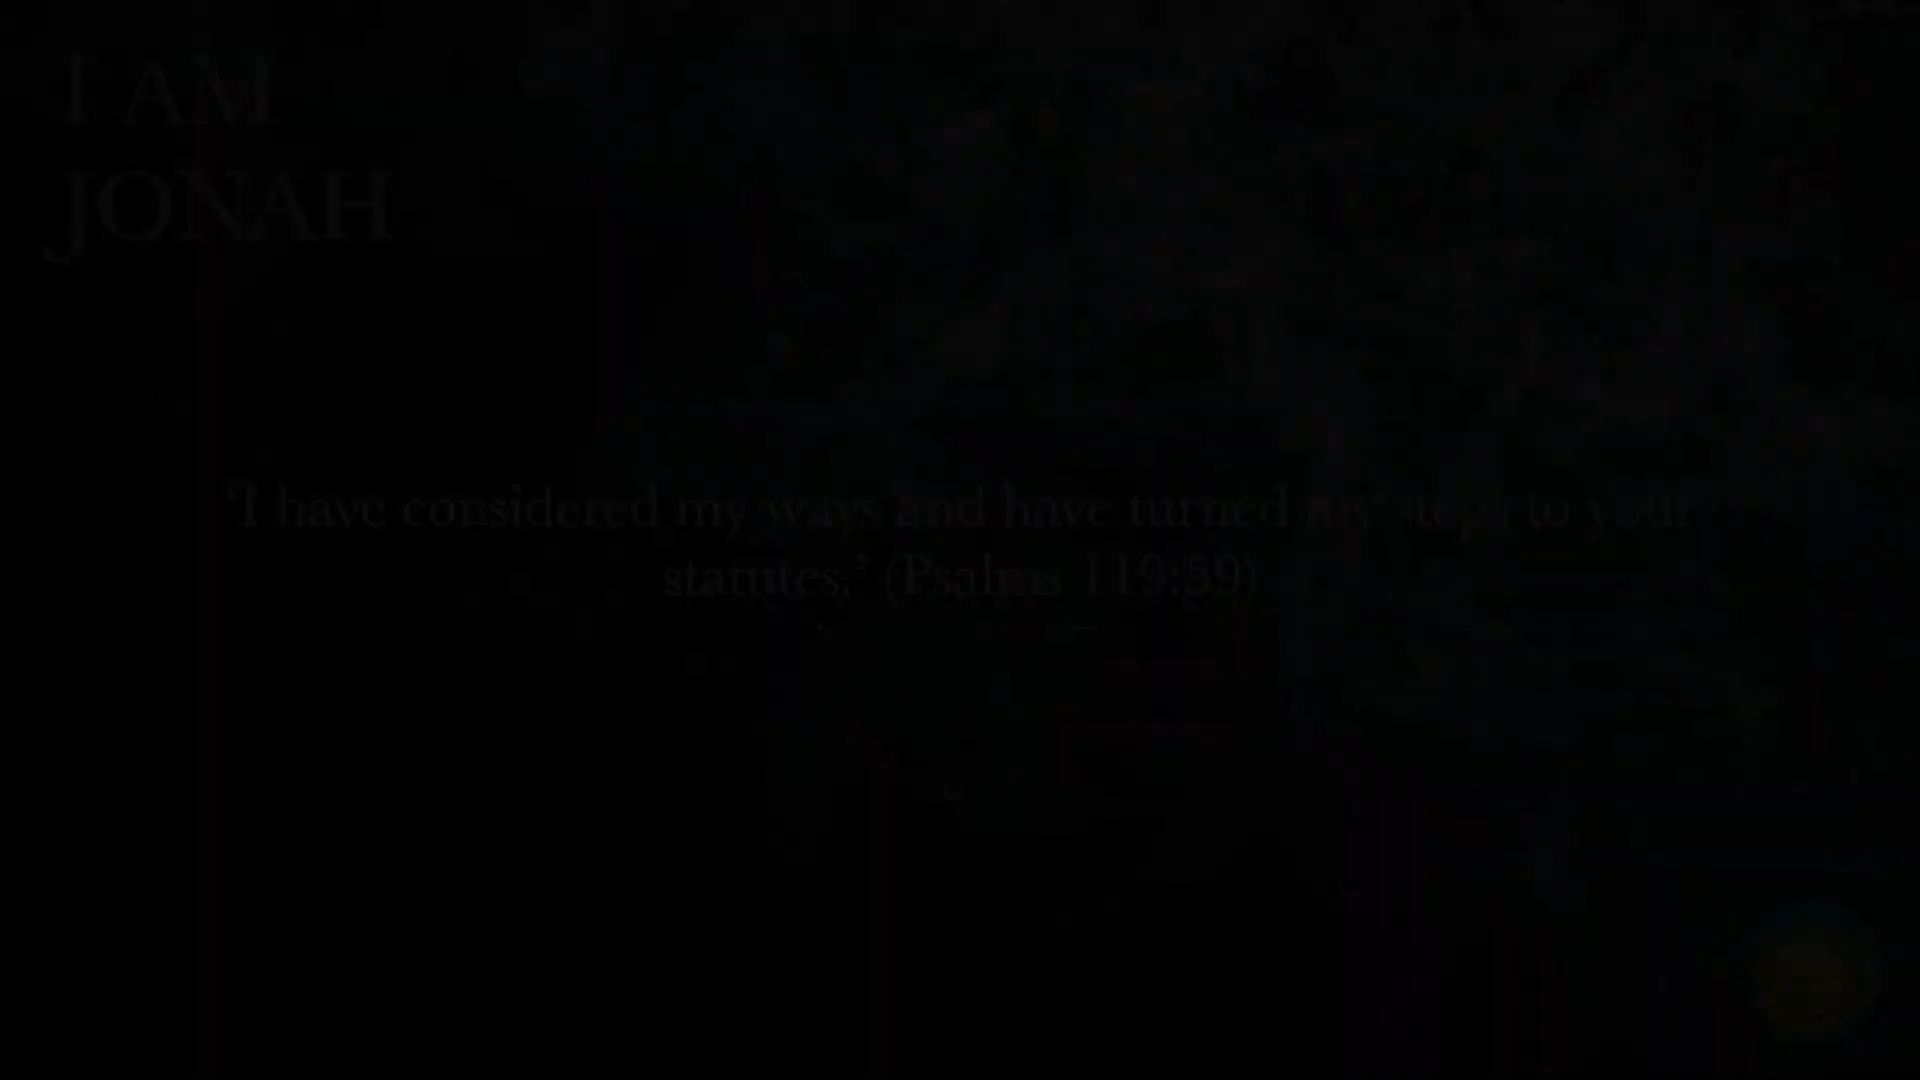 I AM
JONAH
'I have considered my ways and have turned my steps to your
statutes.' (Psalms 119:59)